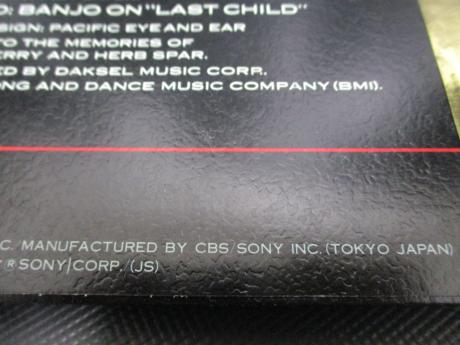 D: BANJO ON "LAST CHILD"
SIGN: PACIFIC EYE AND EAR
TO THE MEMORIES OF
ERRY AND HERB SPAR.
ED BY DAKSEL MUSIC CORP.
ONG AND DANCE MUSIC COMPANY (BMI).
C. MANUFACTURED BY CBS/SONY INC. (TOKYO JAPAN)
® SONY/CORP./(JS)